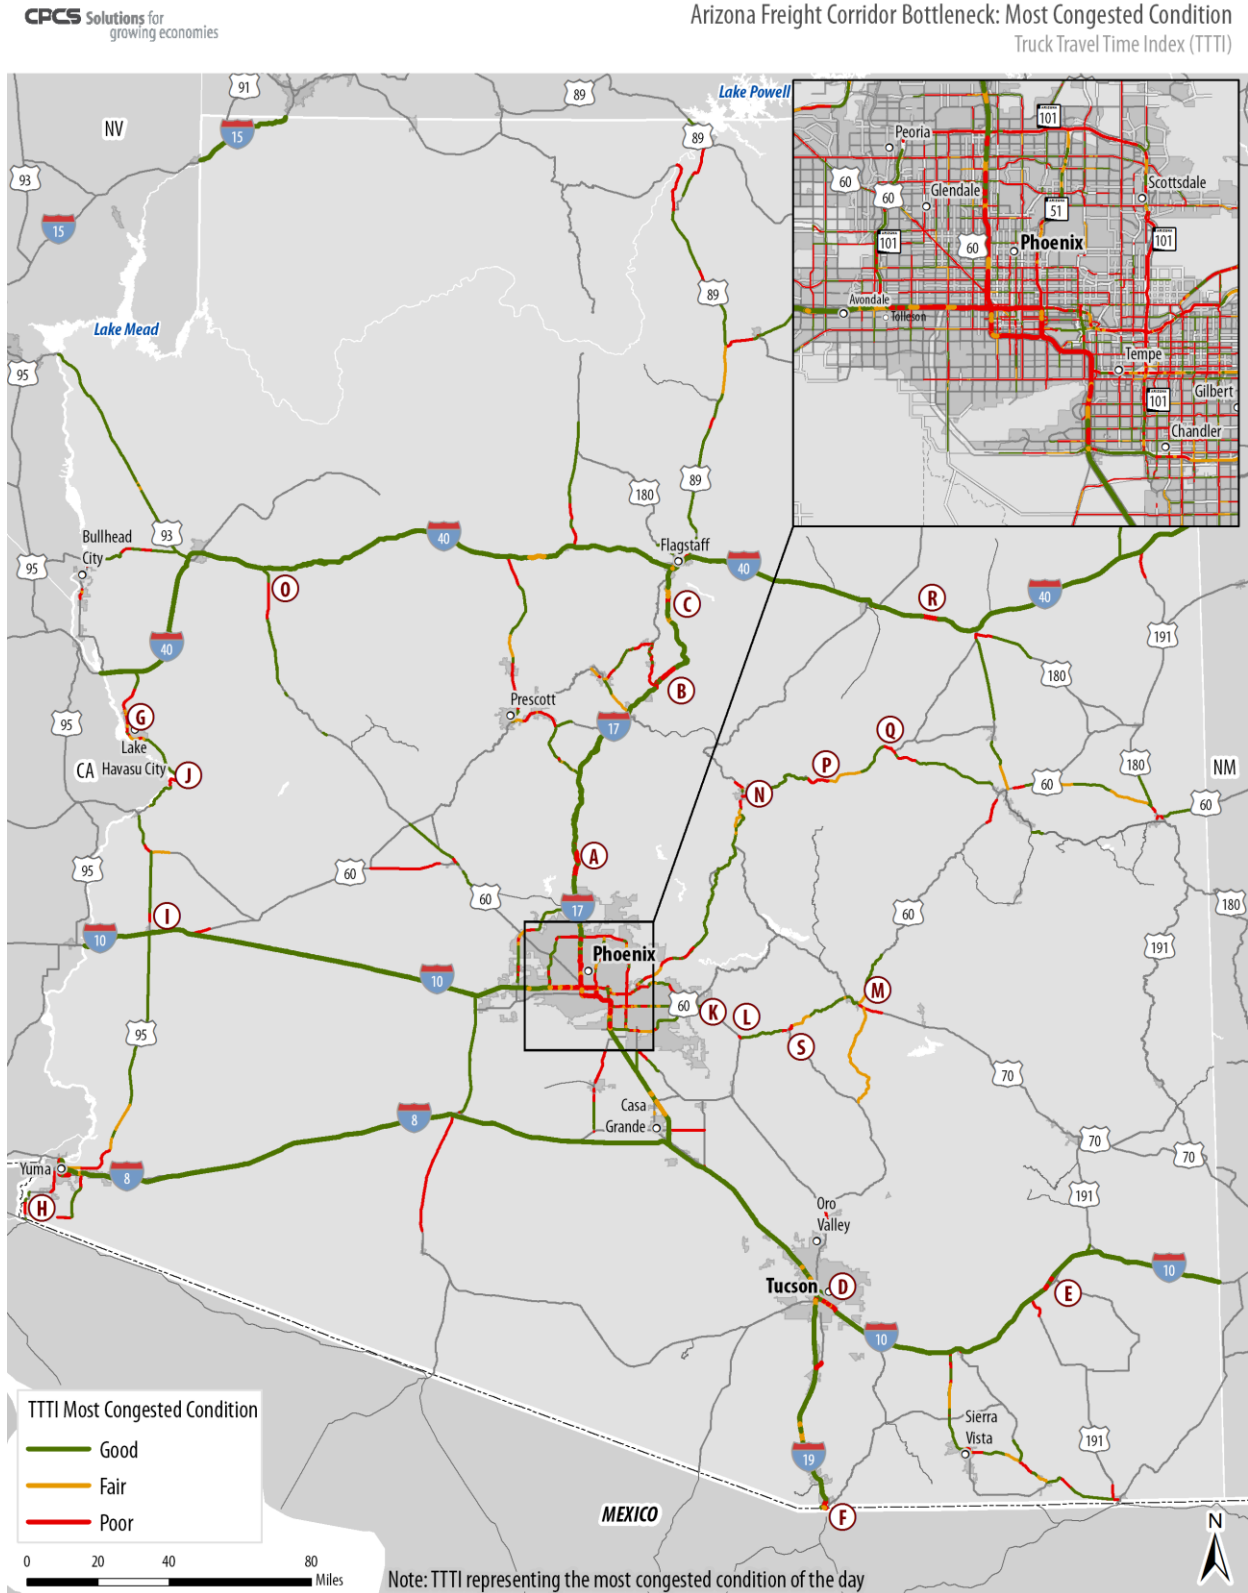 CPCS Solutions for
growing economies
Arizona Freight Corridor Bottleneck: Most Congested Condition
Truck Travel Time Index (TTTI)
91
89
Lake Powell
NV
15
89
93
15
89
Lake Mead
95
101
Peoria
60
60
Glendale
Scottsdale
51
101
60
Phoenix
101
Avondale
Tolleson
Tempe
101
Gilbert
Chandler
180
89
93
40
Bullhead
City
95
Flagstaff
40
O
C
R
40
40
191
180
B
Prescott
95
G
17
Lake
Havasu City
CA
J
Q
P
180
NM
N
60
60
95
A
60
60
I
17
60
180
10
191
Phoenix
10
M
60
K
L
95
S
70
8
Casa
Grande
70
70
Yuma
8
191
H
Oro
Valley
10
Tucson
D
E
10
TTTI Most Congested Condition
Good
Fair
Poor
Sierra
Vista
191
19
MEXICO
F
N
0 20 40 80
Miles
Note: TTTI representing the most congested condition of the day